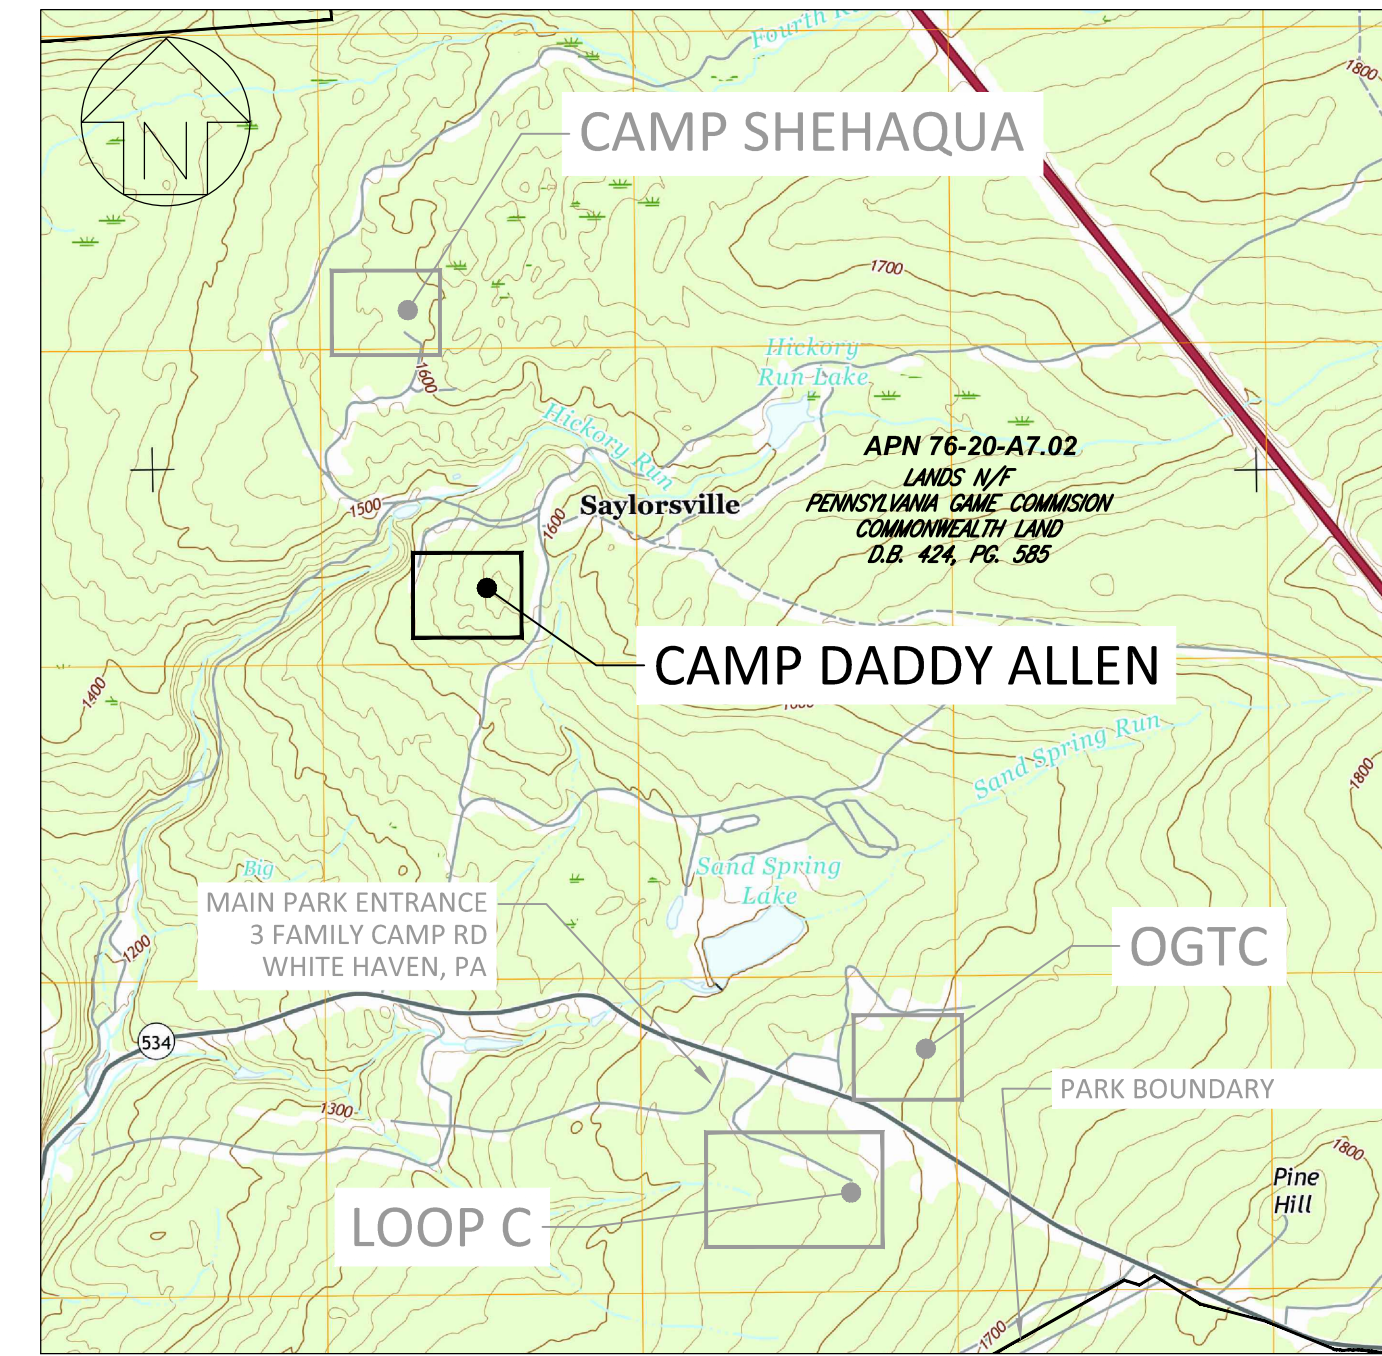 Fourth R
1800
N
CAMP SHEHAQUA
1700
Hickory
Run Lake
1600
Hickory Run
APN 76-20-A7.02
LANDS N/F
PENNSYLVANIA GAME COMMISION
COMMONWEALTH LAND
D.B. 424, PG. 585
Saylorsville
1500
1600
CAMP DADDY ALLEN
1400
Sand Spring Run
1800
Sand Spring
Lake
Big
MAIN PARK ENTRANCE
3 FAMILY CAMP RD
WHITE HAVEN, PA
OGTC
1200
534
PARK BOUNDARY
1300
1800
Pine
Hill
LOOP C
1700